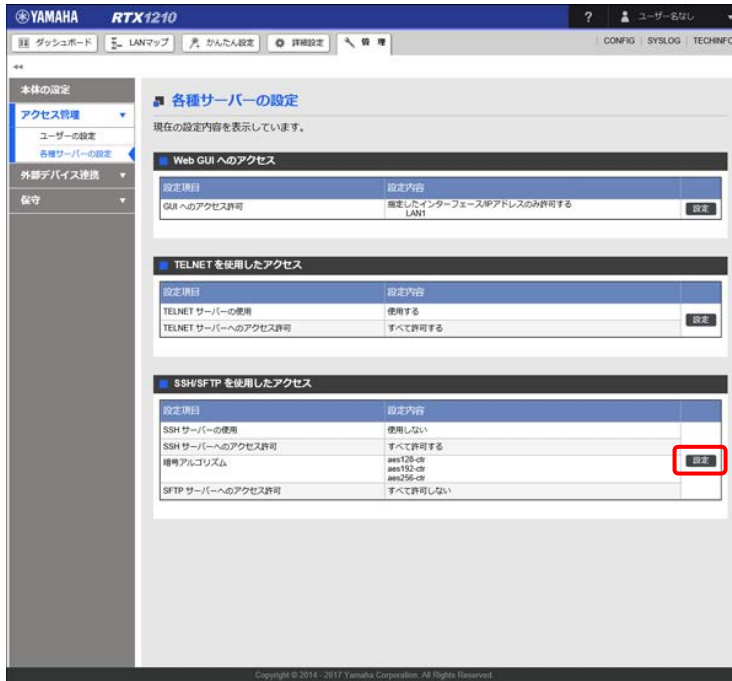 YAMAHA RTX1210 ? ユーザー名なし
ダッシュボード LANマップ かんたん設定 詳細設定 管理 CONFIG SYSLOG TECHINFO
本体の設定
アクセス管理
ユーザーの設定
各種サーバーの設定
外部デバイス連携
保守
各種サーバーの設定
現在の設定内容を表示しています。
Web GUI へのアクセス
設定項目 設定内容
GUI へのアクセス許可 指定したインターフェース/IPアドレスのみ許可する
LAN1
設定
TELNET を使用したアクセス
設定項目 設定内容
TELNET サーバーの使用 使用する
TELNET サーバーへのアクセス許可 すべて許可する
設定
SSH/SFTP を使用したアクセス
設定項目 設定内容
SSH サーバーの使用 使用しない
SSH サーバーへのアクセス許可 すべて許可する
暗号アルゴリズム aes128-ctr
aes192-ctr
aes256-ctr
設定
SFTP サーバーへのアクセス許可 すべて許可しない
Copyright © 2014 - 2017 Yamaha Corporation. All Rights Reserved.